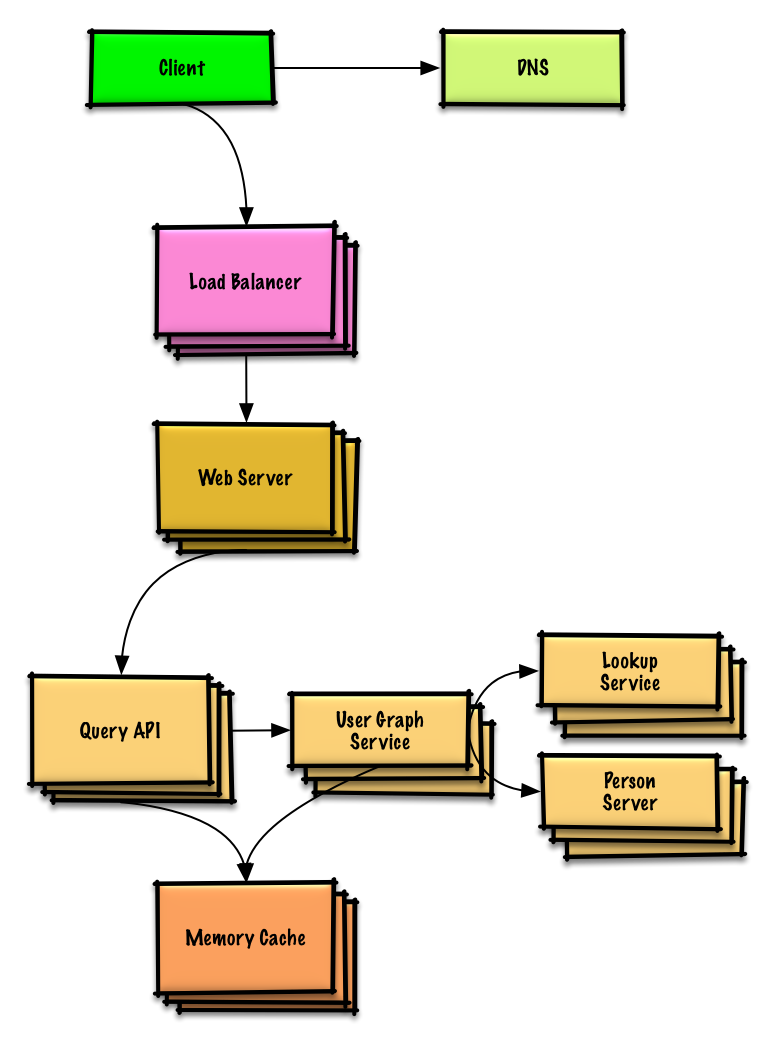 Client
DNS
Load Balancer
Web Server
Query API
User Graph
Service
Lookup
Service
Person
Server
Memory Cache